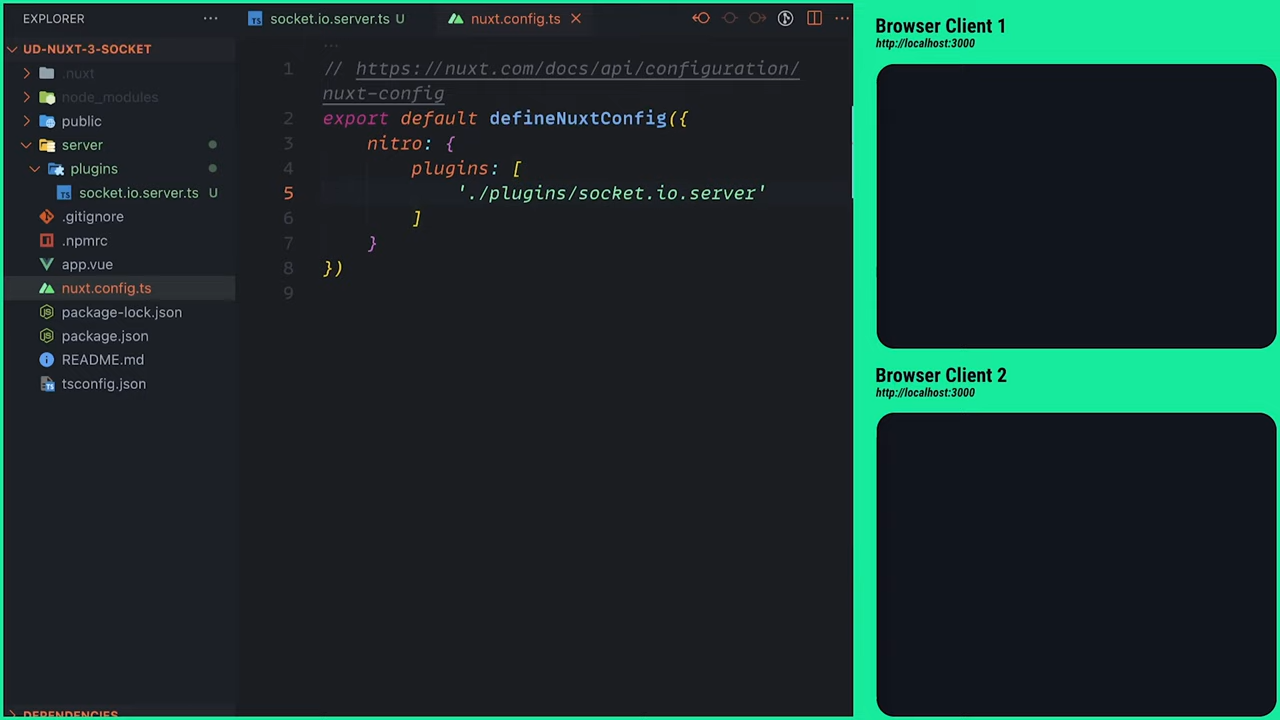 EXPLORER
socket.io.server.ts U
nuxt.config.ts
UD-NUXT-3-SOCKET
.nuxt
node_modules
public
server
plugins
socket.io.server.ts U
.gitignore
.npmrc
app.vue
nuxt.config.ts
package-lock.json
package.json
README.md
tsconfig.json
DEPENDENCIES
1 // https://nuxt.com/docs/api/configuration/
nuxt-config
2 export default defineNuxtConfig({
3 nitro: {
4 plugins: [
5 './plugins/socket.io.server'
6 ]
7 }
8 })
9
Browser Client 1
http://localhost:3000
Browser Client 2
http://localhost:3000